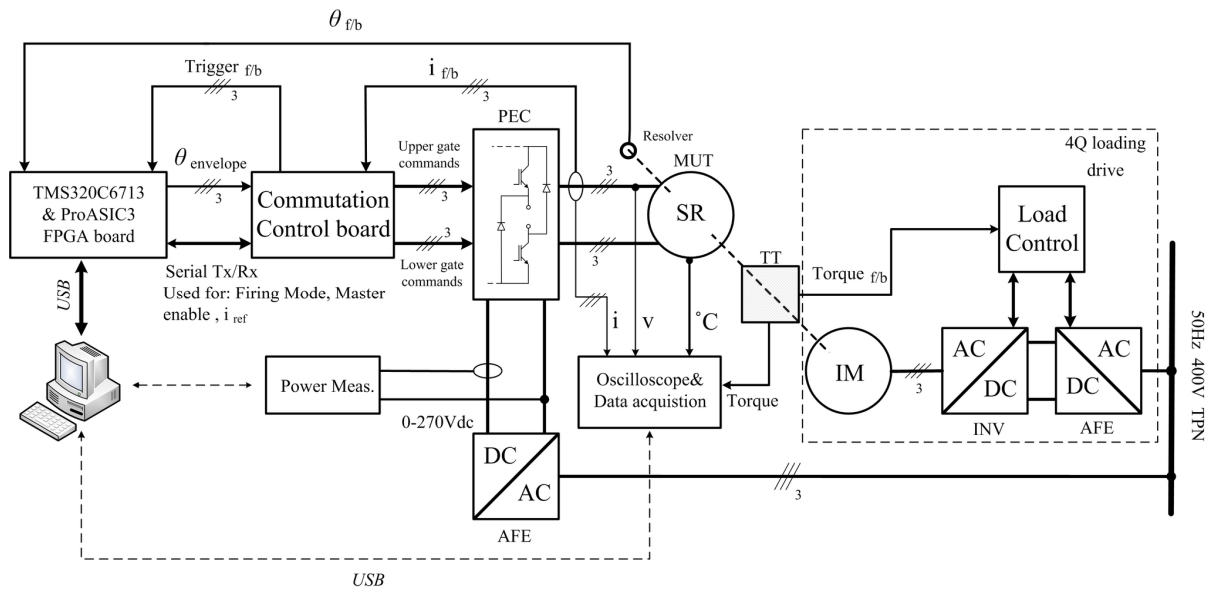 θ f/b
Trigger f/b
3
i f/b
3
PEC
Resolver
MUT
4Q loading
drive
θ envelope
3
Upper gate
commands
3
3
TMS320C6713
& ProASIC3
FPGA board
Commutation
Control board
SR
Load
Control
3
Lower gate
commands
3
TT
Torque f/b
USB
Serial Tx/Rx
Used for: Firing Mode, Master
enable , i ref
i
v
°C
50Hz 400V TPN
Power Meas.
Oscilloscope&
Data acquistion
Torque
IM
3
AC
DC
AC
DC
INV
AFE
0-270Vdc
DC
AC
AFE
3
USB